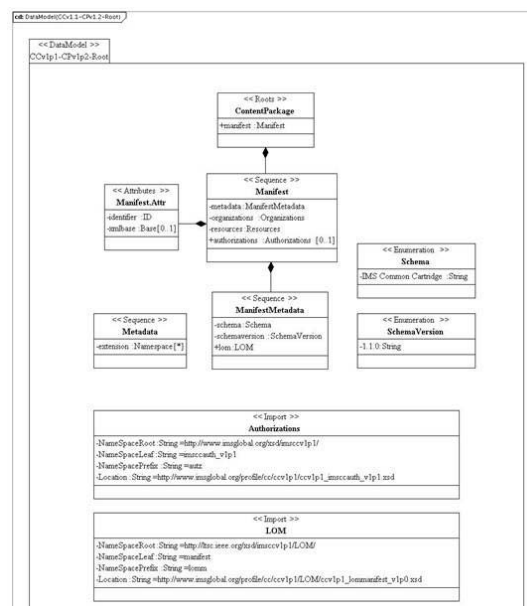 cd: DataModel(CCv1.1-CPv1.2-Root)
<< DataModel >>
CCv1p1-CPv1p2-Root
<< Roots >>
ContentPackage
+manifest :Manifest
<< Attributes >>
Manifest.Attr
-identifier :ID
-xmlbase :Base[0..1]
<< Sequence >>
Manifest
-metadata :ManifestMetadata
-organizations :Organizations
-resources :Resources
+authorizations :Authorizations [0..1]
<< Enumeration >>
Schema
-IMS Common Cartridge :String
<< Sequence >>
Metadata
-extension :Namespace[*]
<< Sequence >>
ManifestMetadata
-schema :Schema
-schemaversion :SchemaVersion
+lom :LOM
<< Enumeration >>
SchemaVersion
-1.1.0:String
<< Import >>
Authorizations
-NameSpaceRoot :String =http://www.imsglobal.org/xsd/imsccv1p1/
-NameSpaceLeaf :String =imsccauth_v1p1
-NameSpacePrefix :String =autz
-Location :String =http://www.imsglobal.org/profile/cc/ccv1p1/ccv1p1_imsccauth_v1p1.xsd
<< Import >>
LOM
-NameSpaceRoot :String =http://ltsc.ieee.org/xsd/imsccv1p1/LOM/
-NameSpaceLeaf :String =manifest
-NameSpacePrefix :String =lomm
-Location :String =http://www.imsglobal.org/profile/cc/ccv1p1/LOM/ccv1p1_lommanifest_v1p0.xsd